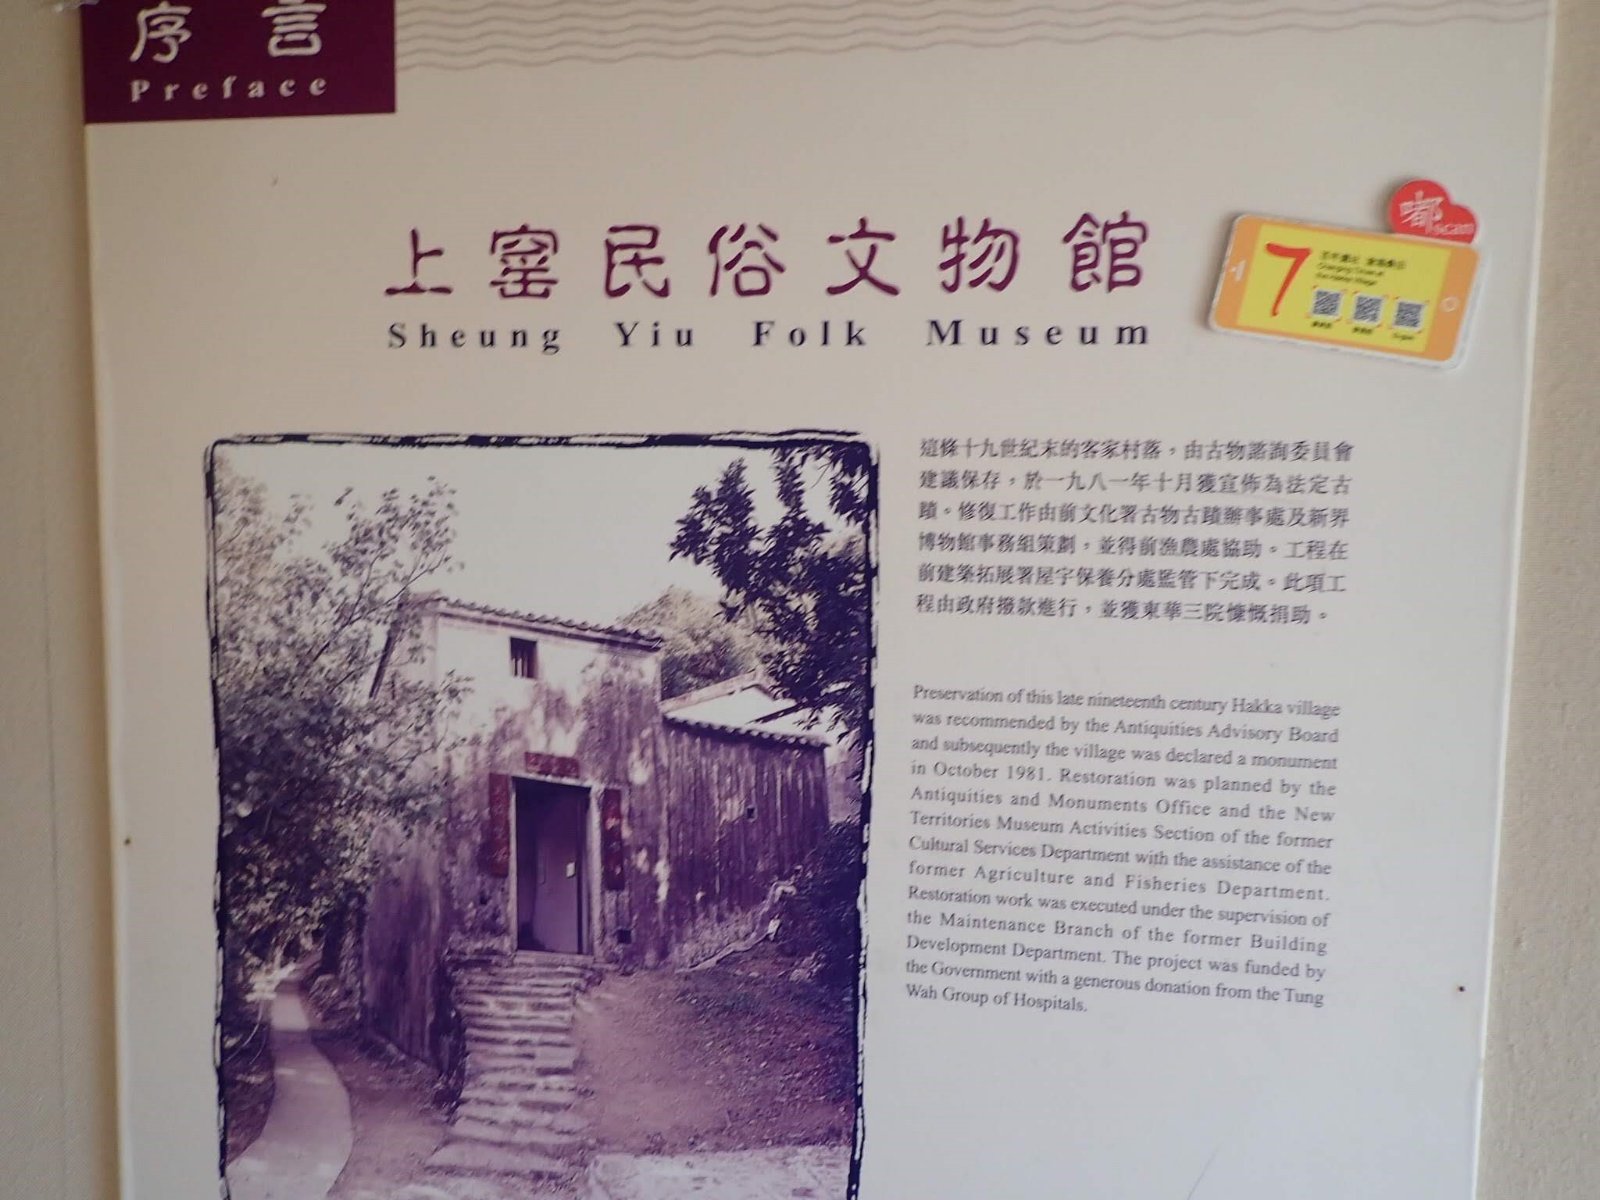 序言
Preface
上窰民俗文物館
Sheung Yiu Folk Museum
嘟
scan
7
這條十九世紀末的客家村落，由古物諮詢委員會
建議保存，於一九八一年十月獲宣佈為法定古
蹟。修復工作由前文化署古物古蹟辦事處及新界
博物館事務組策劃，並得前漁農處協助。工程在
前建築拓展署屋宇保養分處監管下完成。此項工
程由政府撥款進行，並獲東華三院慷慨捐助。
Preservation of this late nineteenth century Hakka village
was recommended by the Antiquities Advisory Board
and subsequently the village was declared a monument
in October 1981. Restoration was planned by the
Antiquities and Monuments Office and the New
Territories Museum Activities Section of the former
Cultural Services Department with the assistance of the
former Agriculture and Fisheries Department.
Restoration work was executed under the supervision of
the Maintenance Branch of the former Building
Development Department. The project was funded by
the Government with a generous donation from the Tung
Wah Group of Hospitals.